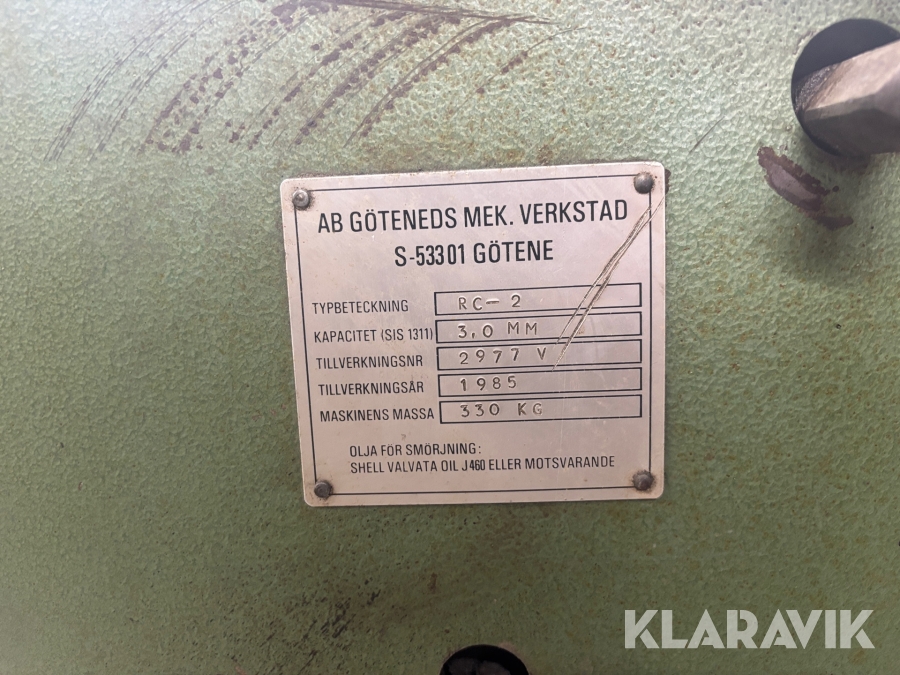 AB GÖTENEDS MEK. VERKSTAD
S-53301 GÖTENE
TYPBETECKNING RC-2
KAPACITET (SIS 1311) 3,0 MM
TILLVERKNINGSNR 2977 V
TILLVERKNINGSÅR 1985
MASKINENS MASSA 330 KG
OLJA FÖR SMÖRJNING:
SHELL VALVATA OIL J460 ELLER MOTSVARANDE
KLARAVIK